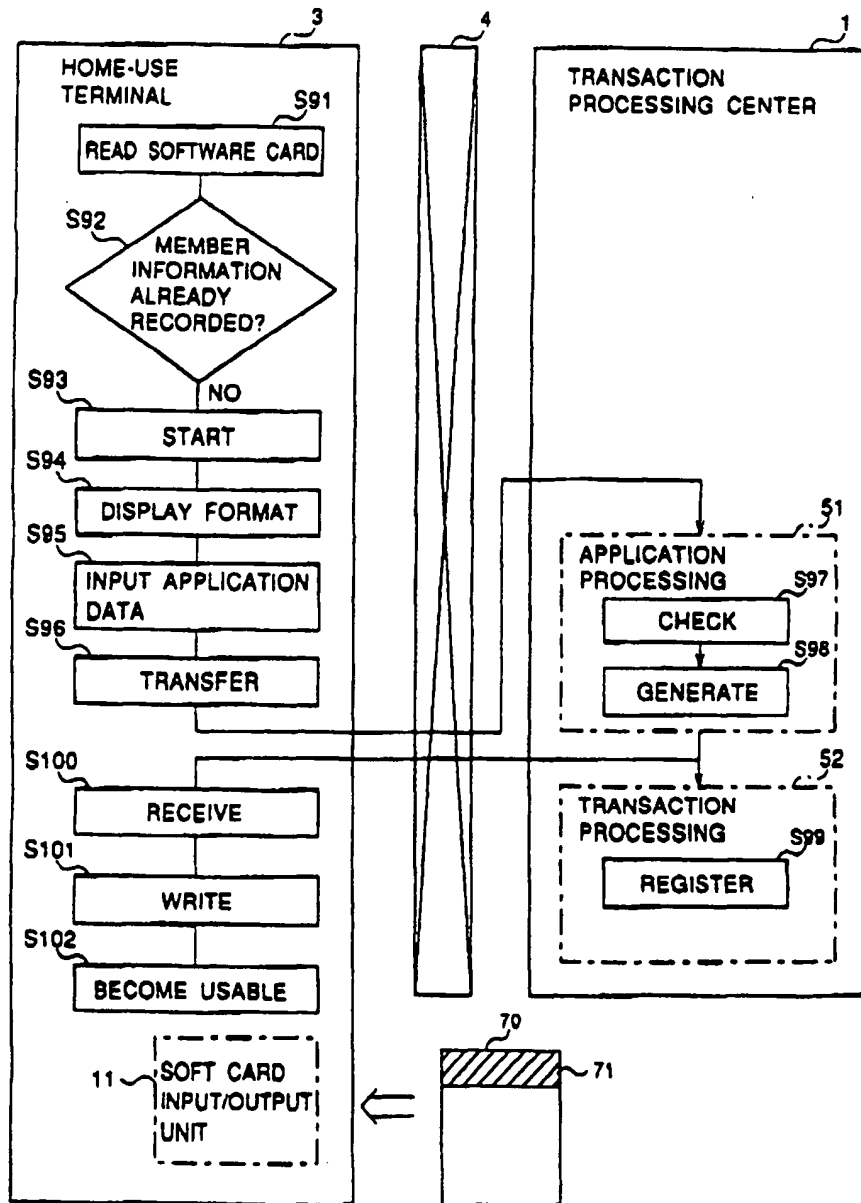 3
4
1
HOME-USE
TERMINAL
TRANSACTION
PROCESSING CENTER
S91
READ SOFTWARE CARD
S92
MEMBER
INFORMATION
ALREADY
RECORDED?
NO
S93
START
S94
DISPLAY FORMAT
S95
INPUT APPLICATION
DATA
S96
TRANSFER
51
APPLICATION
PROCESSING
S97
CHECK
S98
GENERATE
S100
RECEIVE
52
TRANSACTION
PROCESSING
S99
REGISTER
S101
WRITE
S102
BECOME USABLE
11
SOFT CARD
INPUT/OUTPUT
UNIT
70
71